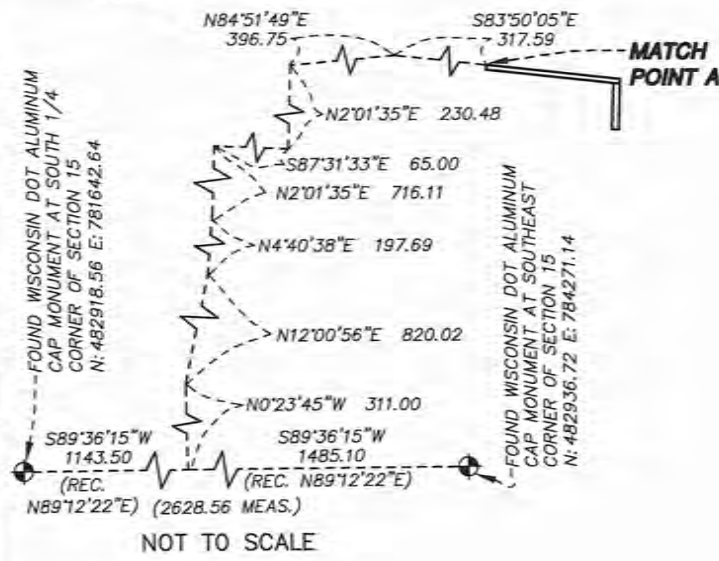 N84°51'49"E
396.75
S83°50'05"E
317.59
MATCH
POINT A
N2°01'35"E 230.48
S87°31'33"E 65.00
N2°01'35"E 716.11
N4°40'38"E 197.69
N12°00'56"E 820.02
N0°23'45"W 311.00
FOUND WISCONSIN DOT ALUMINUM
CAP MONUMENT AT SOUTH 1/4
CORNER OF SECTION 15
N: 482918.56 E: 781642.64
FOUND WISCONSIN DOT ALUMINUM
CAP MONUMENT AT SOUTHEAST
CORNER OF SECTION 15
N: 482936.72 E: 784271.14
S89°36'15"W
1143.50
(REC.
N89°12'22"E)
S89°36'15"W
1485.10
(REC. N89°12'22"E)
(2628.56 MEAS.)
NOT TO SCALE